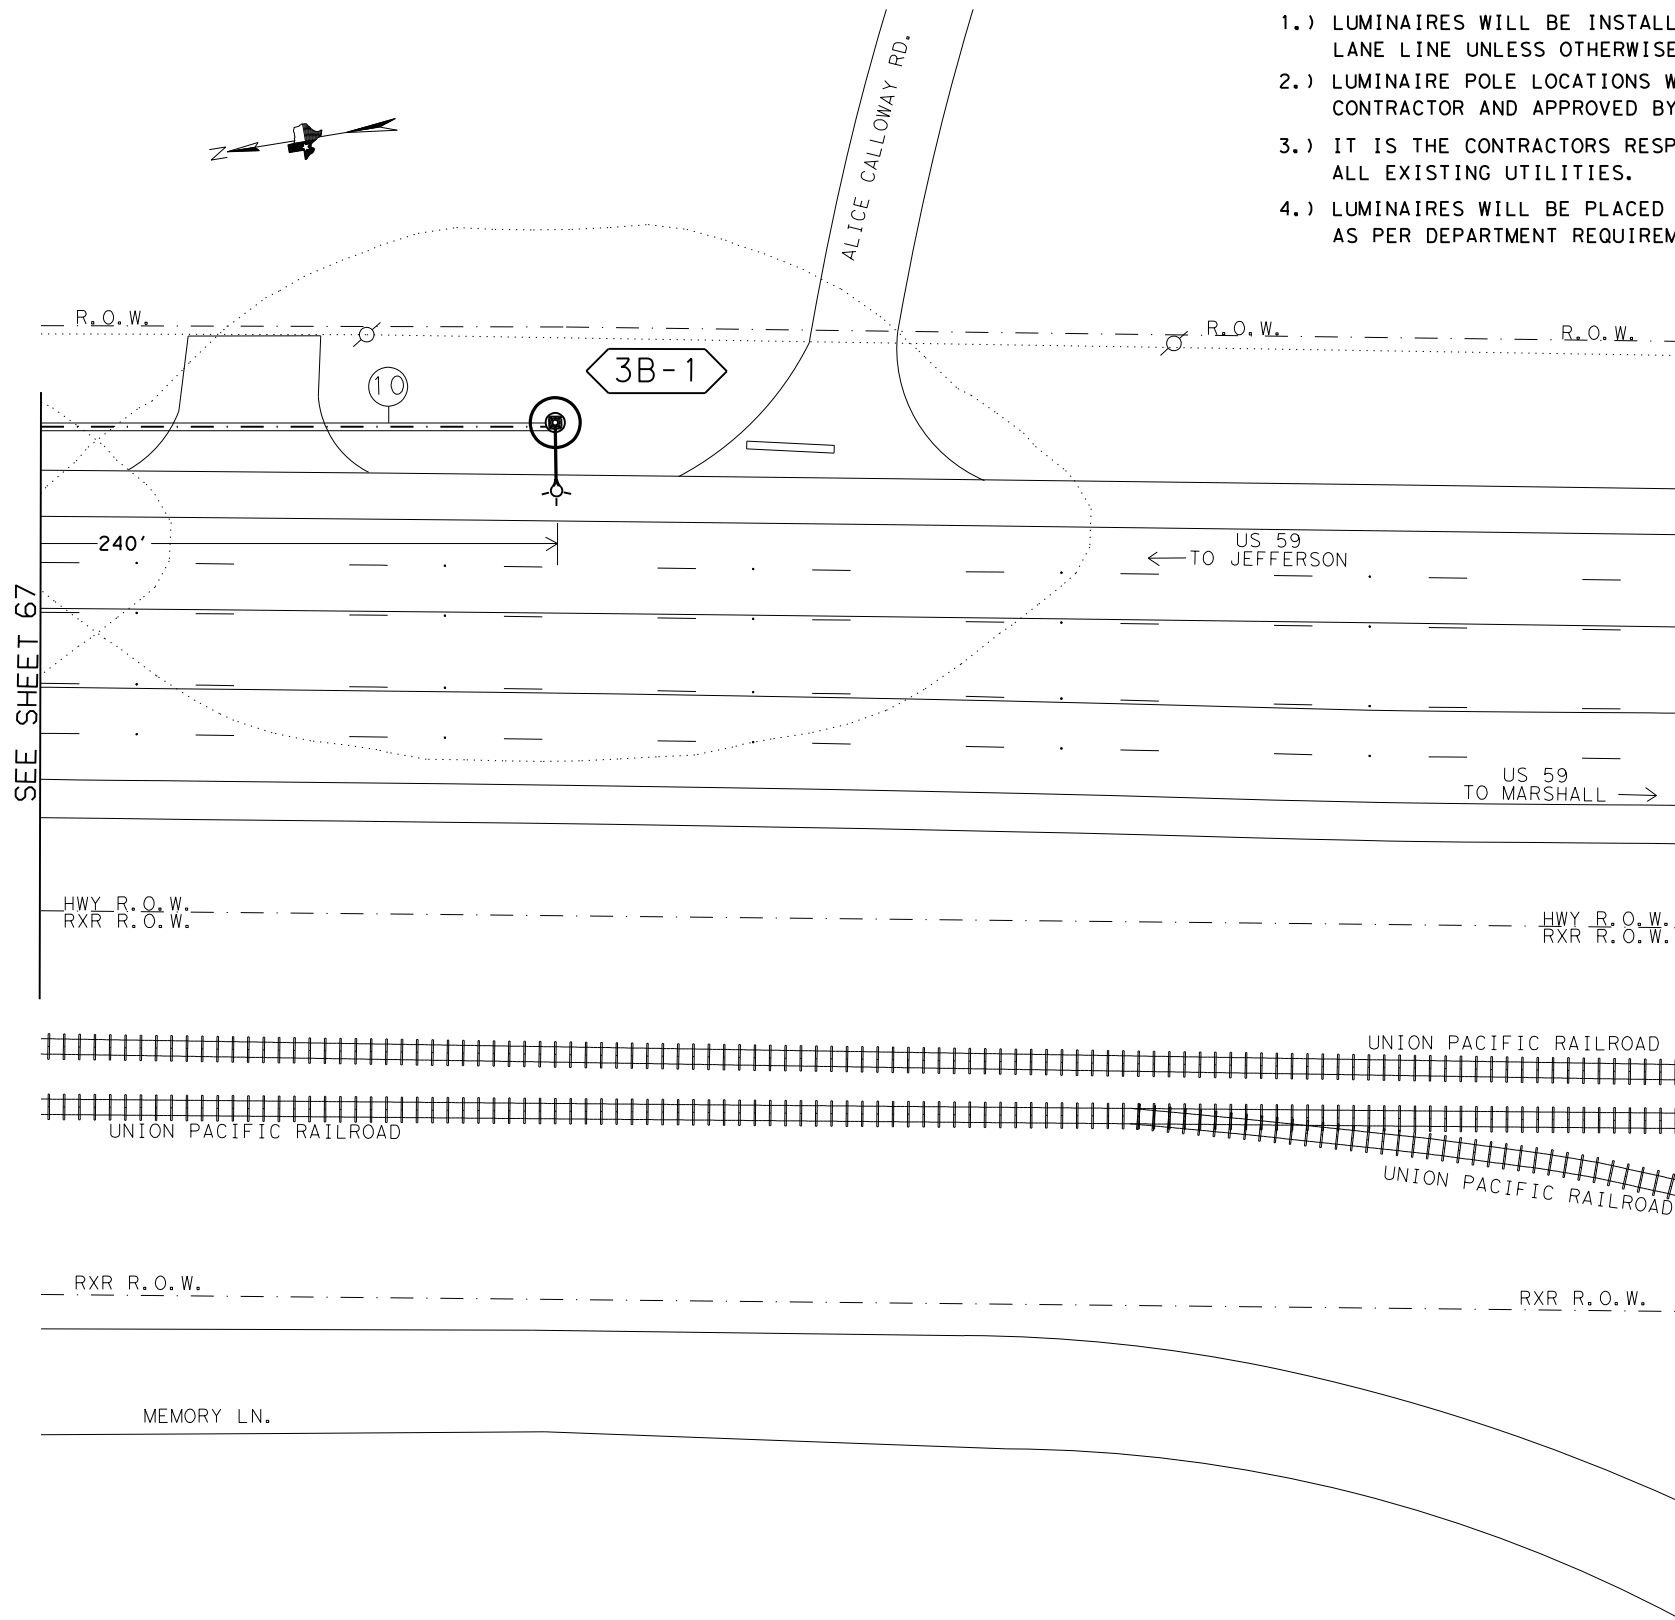 1.) LUMINAIRES WILL BE INSTALL
LANE LINE UNLESS OTHERWISE
2.) LUMINAIRE POLE LOCATIONS W
CONTRACTOR AND APPROVED BY
3.) IT IS THE CONTRACTORS RESP
ALL EXISTING UTILITIES.
4.) LUMINAIRES WILL BE PLACED
AS PER DEPARTMENT REQUIREM
ALICE CALLOWAY RD.
N
R.O.W.
R.O.W.
R.O.W.
3B-1
10
240'
US 59
TO JEFFERSON
SEE SHEET 67
US 59
TO MARSHALL
HWY R.O.W.
RXR R.O.W.
HWY R.O.W.
RXR R.O.W.
UNION PACIFIC RAILROAD
UNION PACIFIC RAILROAD
UNION PACIFIC RAILROAD
RXR R.O.W.
RXR R.O.W.
MEMORY LN.